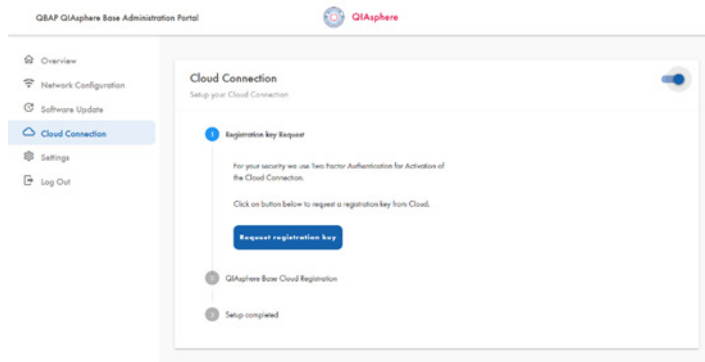 QBAP QIAsphere Base Administration Portal
QIAsphere
Overview
Network Configuration
Software Update
Cloud Connection
Settings
Log Out
Cloud Connection
Setup your Cloud Connection
1 Registration key Request
For your security we use Two Factor Authentication for Activation of
the Cloud Connection.
Click on button below to request a registration key from Cloud.
Request registration key
2 QIAsphere Base Cloud Registration
3 Setup completed